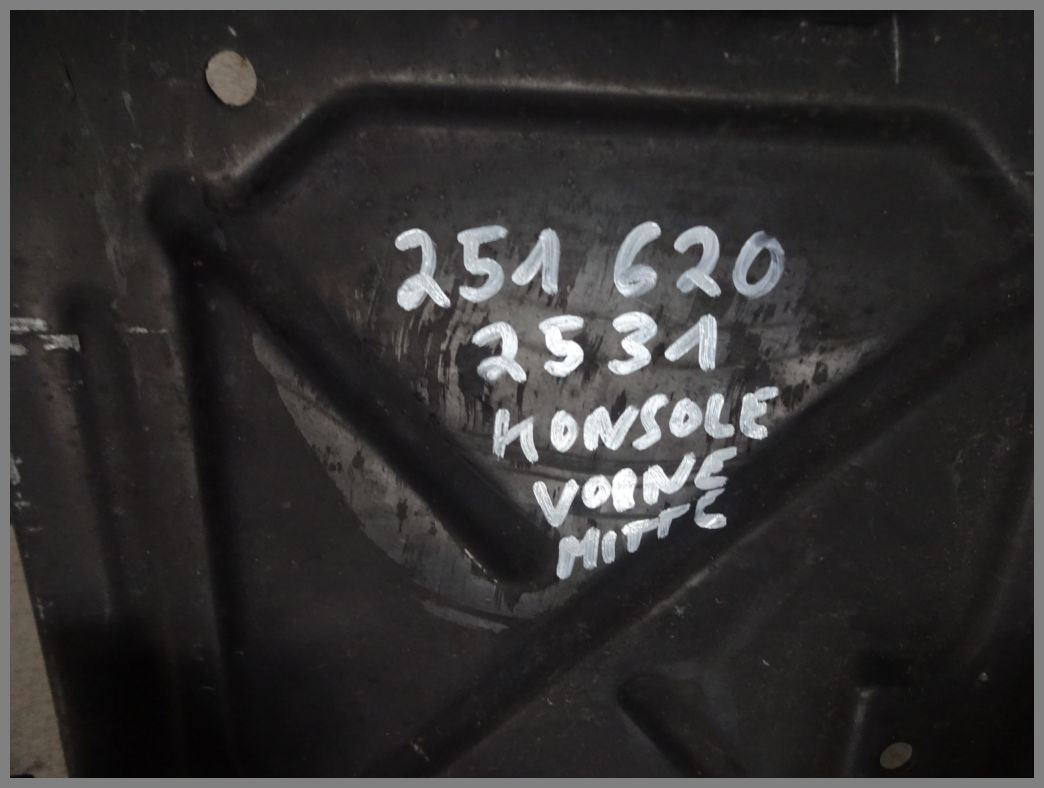 251 620
2531
KONSOLE
VORNE
MITTE